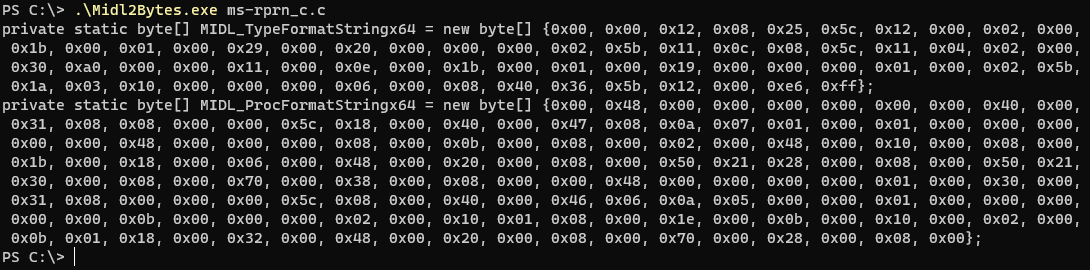 PS C:\> .\Midl2Bytes.exe ms-rprn_c.c
private static byte[] MIDL_TypeFormatStringx64 = new byte[] {0x00, 0x00, 0x12, 0x08, 0x25, 0x5c, 0x12, 0x00, 0x02, 0x00,
0x1b, 0x00, 0x01, 0x00, 0x29, 0x00, 0x20, 0x00, 0x00, 0x00, 0x02, 0x5b, 0x11, 0x0c, 0x08, 0x5c, 0x11, 0x04, 0x02, 0x00,
0x30, 0xa0, 0x00, 0x00, 0x11, 0x00, 0x0e, 0x00, 0x1b, 0x00, 0x01, 0x00, 0x19, 0x00, 0x00, 0x00, 0x01, 0x00, 0x02, 0x5b,
0x1a, 0x03, 0x10, 0x00, 0x00, 0x00, 0x06, 0x00, 0x08, 0x40, 0x36, 0x5b, 0x12, 0x00, 0xe6, 0xff};
private static byte[] MIDL_ProcFormatStringx64 = new byte[] {0x00, 0x48, 0x00, 0x00, 0x00, 0x00, 0x00, 0x00, 0x40, 0x00,
0x31, 0x08, 0x08, 0x00, 0x00, 0x5c, 0x18, 0x00, 0x40, 0x00, 0x47, 0x08, 0x0a, 0x07, 0x01, 0x00, 0x01, 0x00, 0x00, 0x00,
0x00, 0x00, 0x48, 0x00, 0x00, 0x00, 0x08, 0x00, 0x0b, 0x00, 0x08, 0x00, 0x02, 0x00, 0x48, 0x00, 0x10, 0x00, 0x08, 0x00,
0x1b, 0x00, 0x18, 0x00, 0x06, 0x00, 0x48, 0x00, 0x20, 0x00, 0x08, 0x00, 0x50, 0x21, 0x28, 0x00, 0x08, 0x00, 0x50, 0x21,
0x30, 0x00, 0x08, 0x00, 0x70, 0x00, 0x38, 0x00, 0x08, 0x00, 0x00, 0x48, 0x00, 0x00, 0x00, 0x00, 0x01, 0x00, 0x30, 0x00,
0x31, 0x08, 0x00, 0x00, 0x00, 0x5c, 0x08, 0x00, 0x40, 0x00, 0x46, 0x06, 0x0a, 0x05, 0x00, 0x00, 0x01, 0x00, 0x00, 0x00,
0x00, 0x00, 0x0b, 0x00, 0x00, 0x00, 0x02, 0x00, 0x10, 0x01, 0x08, 0x00, 0x1e, 0x00, 0x0b, 0x00, 0x10, 0x00, 0x02, 0x00,
0x0b, 0x01, 0x18, 0x00, 0x32, 0x00, 0x48, 0x00, 0x20, 0x00, 0x08, 0x00, 0x70, 0x00, 0x28, 0x00, 0x08, 0x00};
PS C:\>